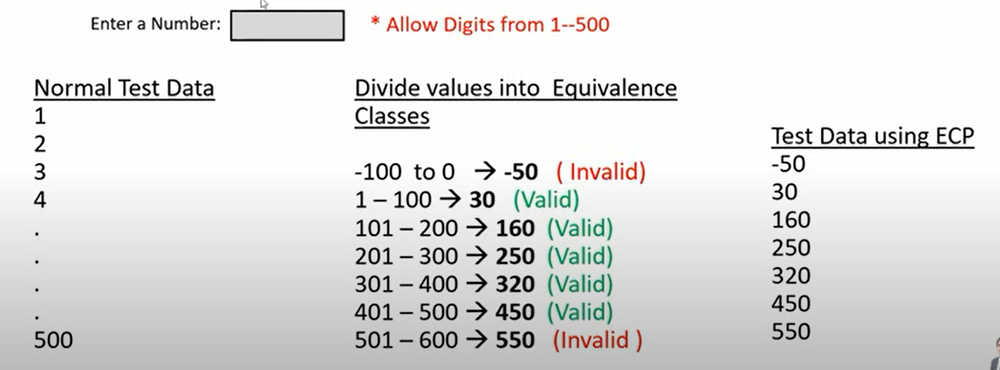 Enter a Number:
* Allow Digits from 1--500
Normal Test Data
1
2
3
4
.
.
.
.
500
Divide values into Equivalence
Classes
-100 to 0 → -50 ( Invalid)
1 – 100 → 30 (Valid)
101 – 200 → 160 (Valid)
201 – 300 → 250 (Valid)
301 – 400 → 320 (Valid)
401 – 500 → 450 (Valid)
501 – 600 → 550 (Invalid )
Test Data using ECP
-50
30
160
250
320
450
550